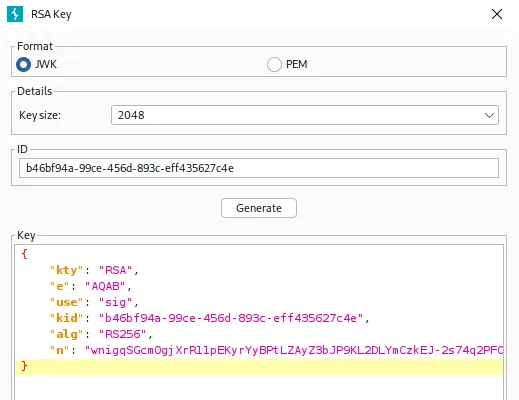 RSA Key
Format
JWK PEM
Details
Key size: 2048
ID
b46bf94a-99ce-456d-893c-eff435627c4e
Generate
Key
{
"kty": "RSA",
"e": "AQAB",
"use": "sig",
"kid": "b46bf94a-99ce-456d-893c-eff435627c4e",
"alg": "RS256",
"n": "wnigqSGcm0gjXrR11pEKyrYyBPtLZAyZ3bJP9KL2DLYmCzkEJ-2s74q2PFO
}